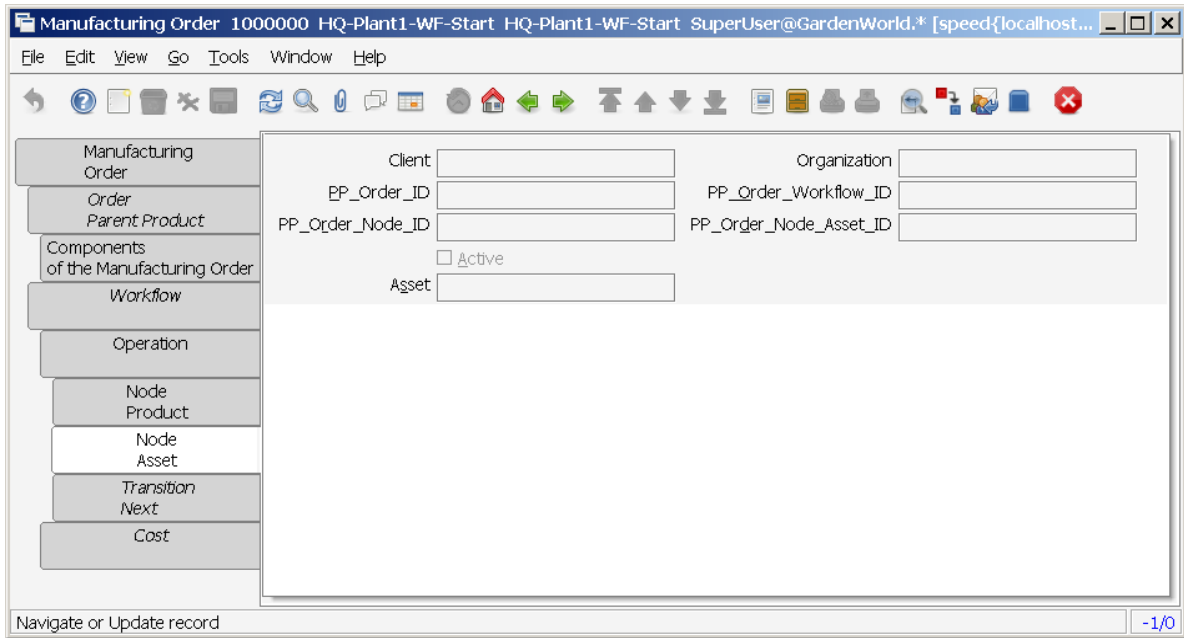 Manufacturing Order 1000000 HQ-Plant1-WF-Start HQ-Plant1-WF-Start SuperUser@GardenWorld.* [speed{localhost...
File Edit View Go Tools Window Help
Manufacturing
Order
Order
Parent Product
Components
of the Manufacturing Order
Workflow
Operation
Node
Product
Node
Asset
Transition
Next
Cost
Client Organization
PP_Order_ID PP_Order_Workflow_ID
PP_Order_Node_ID PP_Order_Node_Asset_ID
Active
Asset
Navigate or Update record -1/0